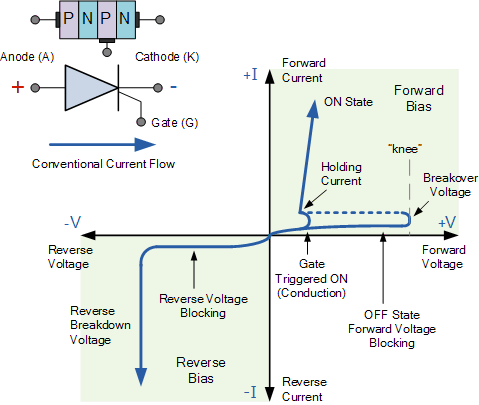 P N P N
Anode (A)
Cathode (K)
+
-
Gate (G)
Conventional Current Flow
+I
Forward
Current
Forward
Bias
ON State
"knee"
Holding
Current
Breakover
Voltage
-V
+V
Reverse
Voltage
Forward
Voltage
Gate
Triggered ON
(Conduction)
Reverse Voltage
Blocking
Reverse
Breakdown
Voltage
OFF State
Forward Voltage
Blocking
Reverse
Bias
-I
Reverse
Current